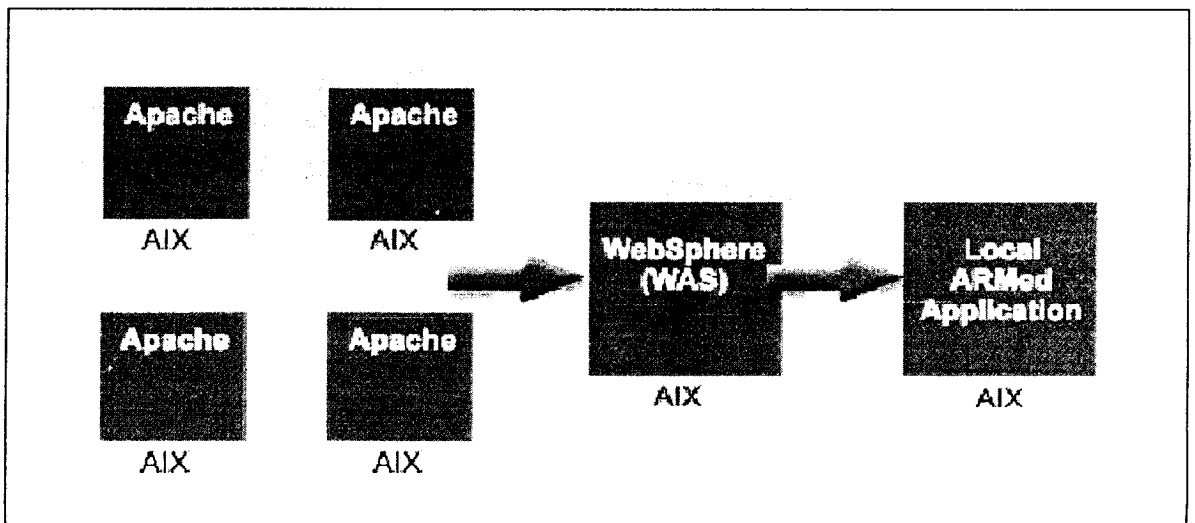 Apache
Apache
AIX
AIX
WebSphere
(WAS)
Local
ARMed
Application
Apache
Apache
AIX
AIX
AIX
AIX